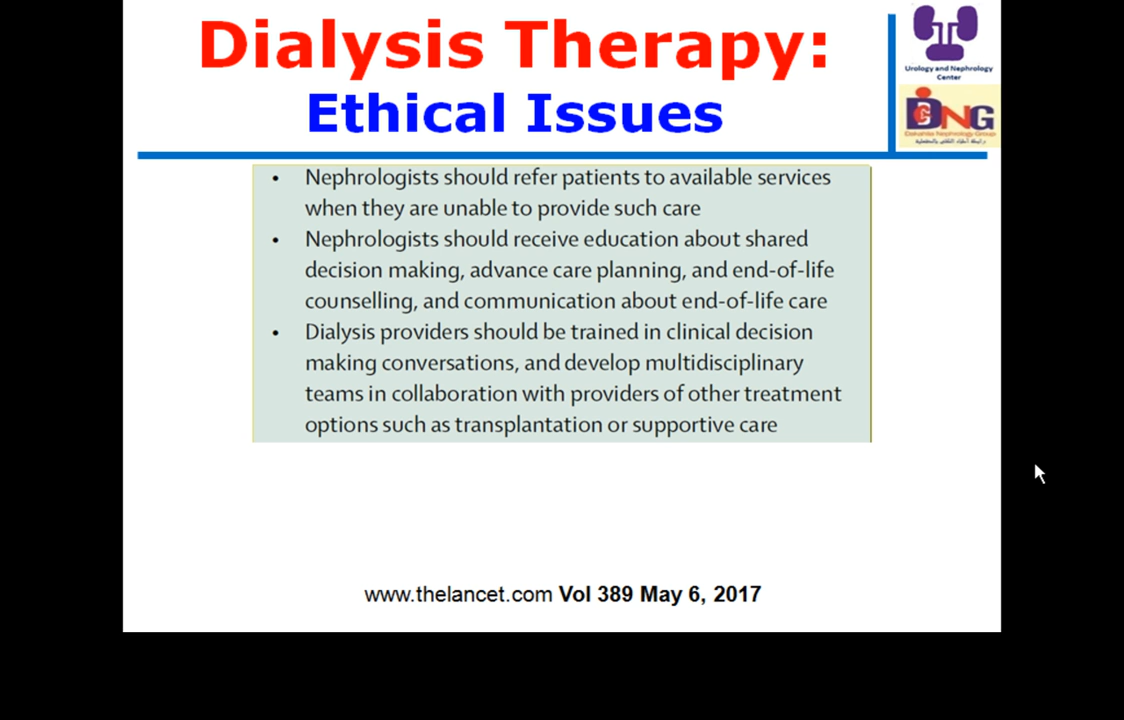 Dialysis Therapy:
Ethical Issues
Urology and Nephrology
Center
DNG
Dakahlia Nephrology Group
• Nephrologists should refer patients to available services
when they are unable to provide such care
• Nephrologists should receive education about shared
decision making, advance care planning, and end-of-life
counselling, and communication about end-of-life care
• Dialysis providers should be trained in clinical decision
making conversations, and develop multidisciplinary
teams in collaboration with providers of other treatment
options such as transplantation or supportive care
www.thelancet.com Vol 389 May 6, 2017